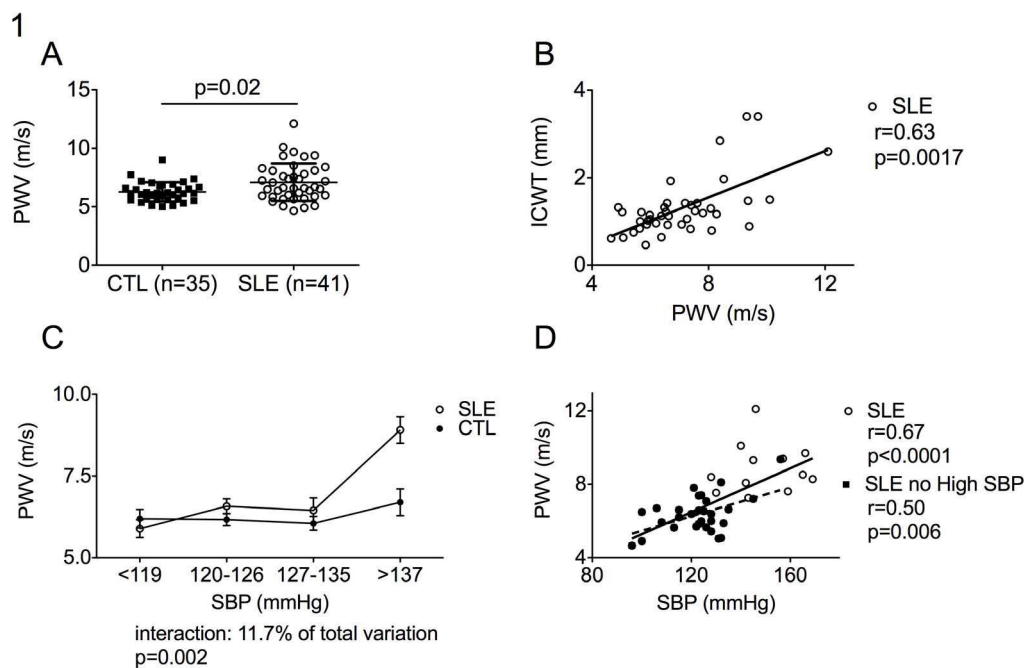 1
A
p=0.02
15
10
5
0
PWV (m/s)
CTL (n=35) SLE (n=41)
B
4
2
0
ICWT (mm)
4 8 12
PWV (m/s)
SLE
r=0.63
p=0.0017
C
10.0
7.5
5.0
PWV (m/s)
<119 120-126 127-135 >137
SBP (mmHg)
SLE
CTL
interaction: 11.7% of total variation
p=0.002
D
12
8
4
PWV (m/s)
80 120 160
SBP (mmHg)
SLE
r=0.67
p<0.0001
SLE no High SBP
r=0.50
p=0.006